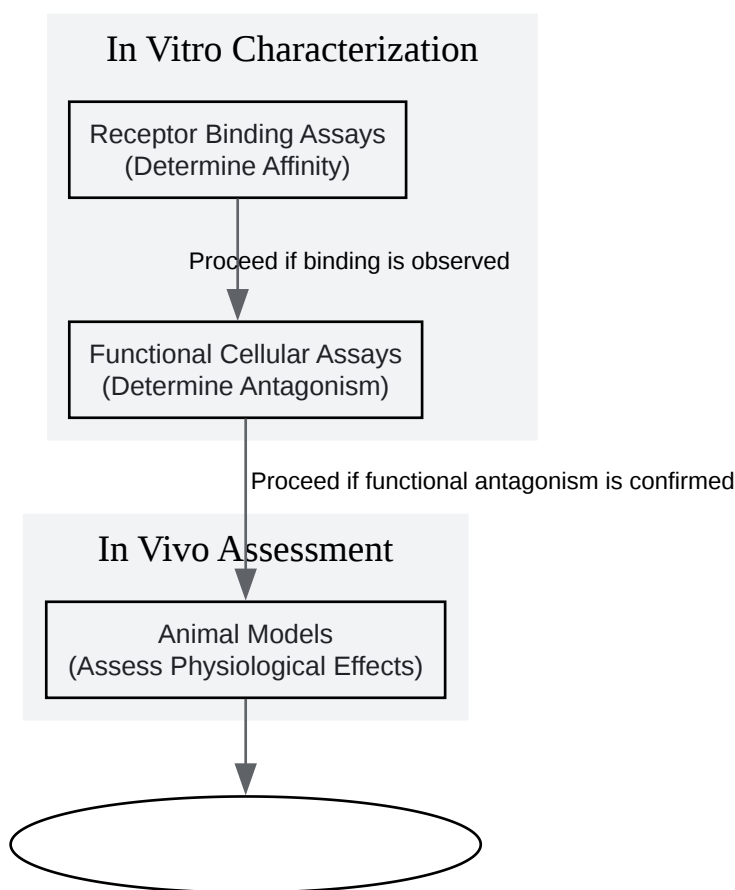 In Vitro Characterization
Receptor Binding Assays
(Determine Affinity)
Proceed if binding is observed
Functional Cellular Assays
(Determine Antagonism)
Proceed if functional antagonism is confirmed
In Vivo Assessment
Animal Models
(Assess Physiological Effects)